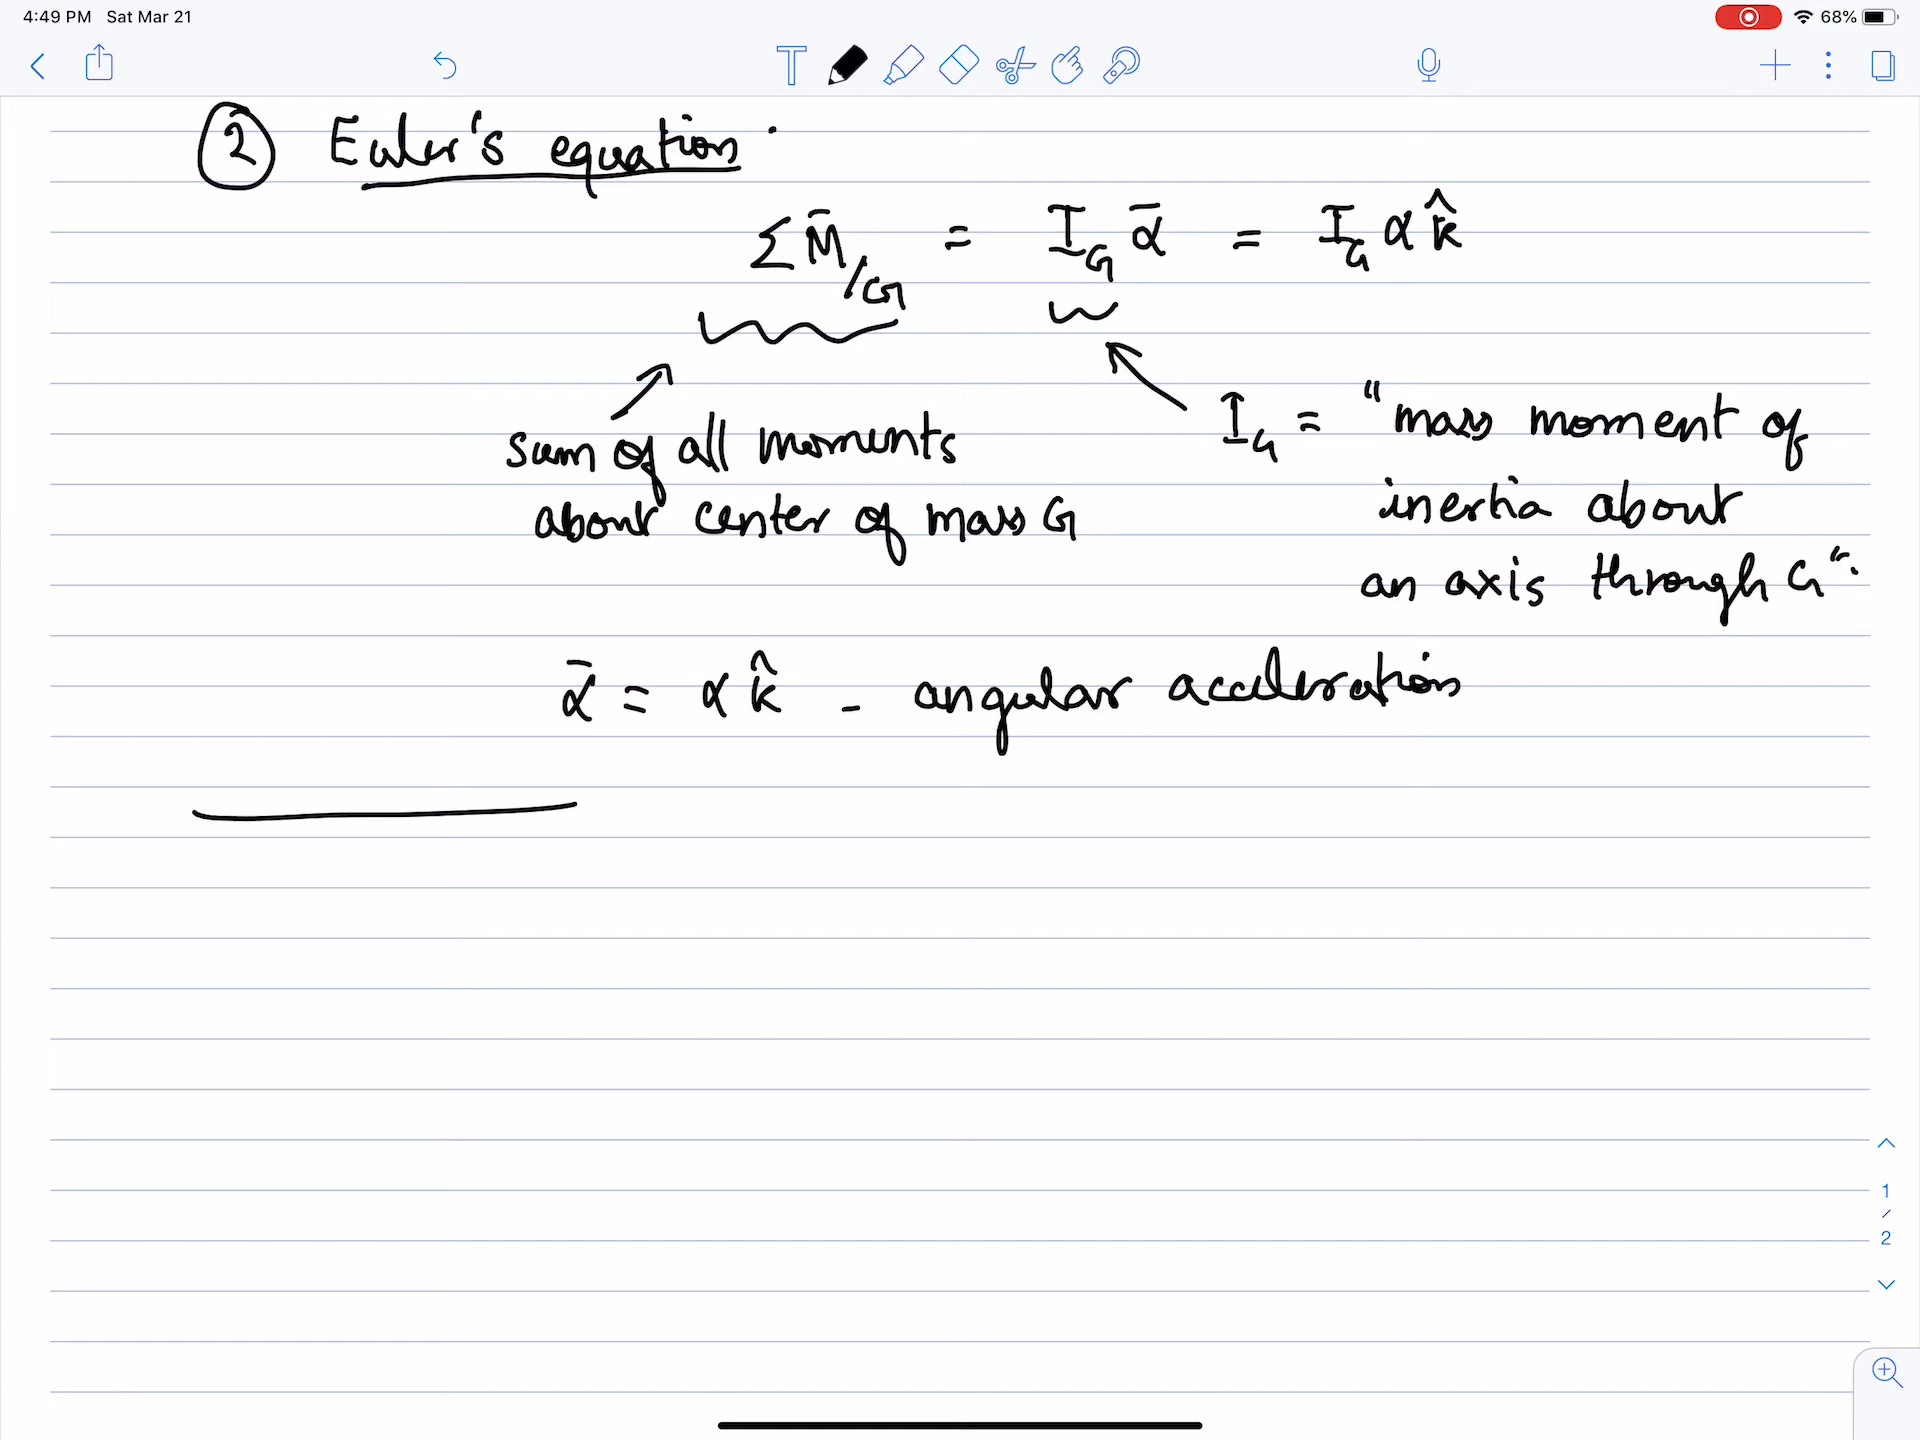 4:49 PM Sat Mar 21
68%
T
② Euler's equation.
ΣM̄/G = I_G ᾱ = I_G α k̂
sum of all moments
about center of mass G
I_G = "mass moment of
inertia about
an axis through G".
ᾱ = α k̂ - angular acceleration
1
/
2